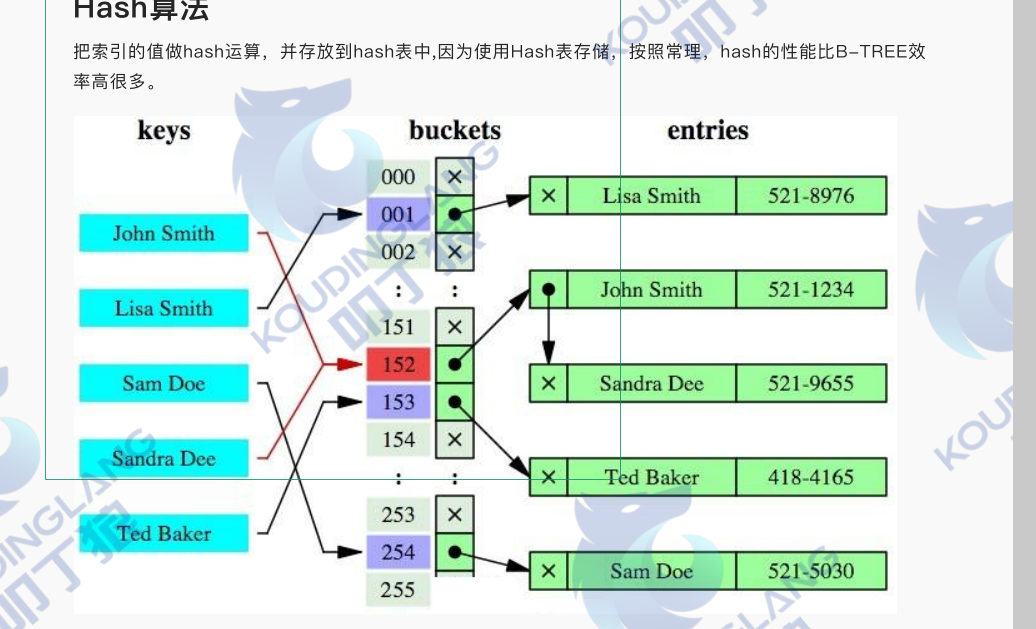 Hash算法
把索引的值做hash运算，并存放到hash表中,因为使用Hash表存储，按照常理，hash的性能比B-TREE效
率高很多。
keys buckets entries
000
Lisa Smith 521-8976
001
John Smith
002
:  :
John Smith 521-1234
Lisa Smith
151
152
Sam Doe
Sandra Dee 521-9655
153
154
Sandra Dee
:  :
Ted Baker 418-4165
253
Ted Baker
254
Sam Doe 521-5030
255
KOUDINGLANG
叩丁狼
KOUDINGLANG
叩丁狼